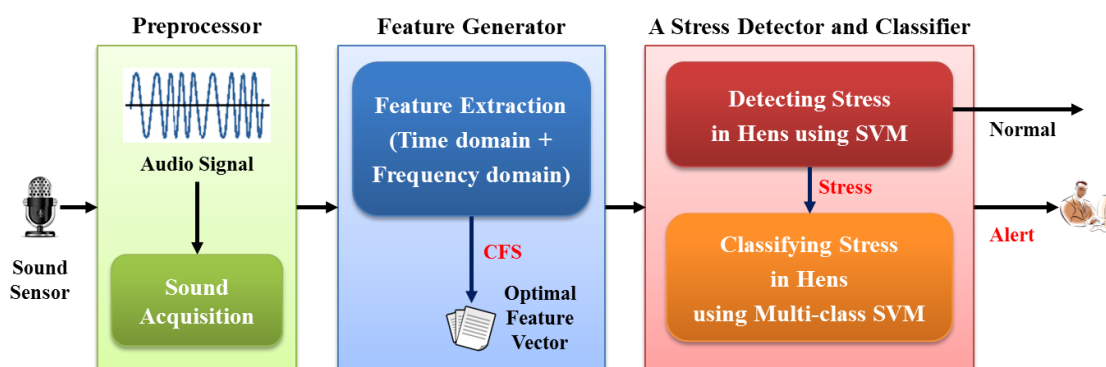 Preprocessor
Feature Generator
A Stress Detector and Classifier
Sound
Sensor
Audio Signal
Sound
Acquisition
Feature Extraction
(Time domain +
Frequency domain)
CFS
Optimal
Feature
Vector
Detecting Stress
in Hens using SVM
Normal
Stress
Classifying Stress
in Hens
using Multi-class SVM
Alert